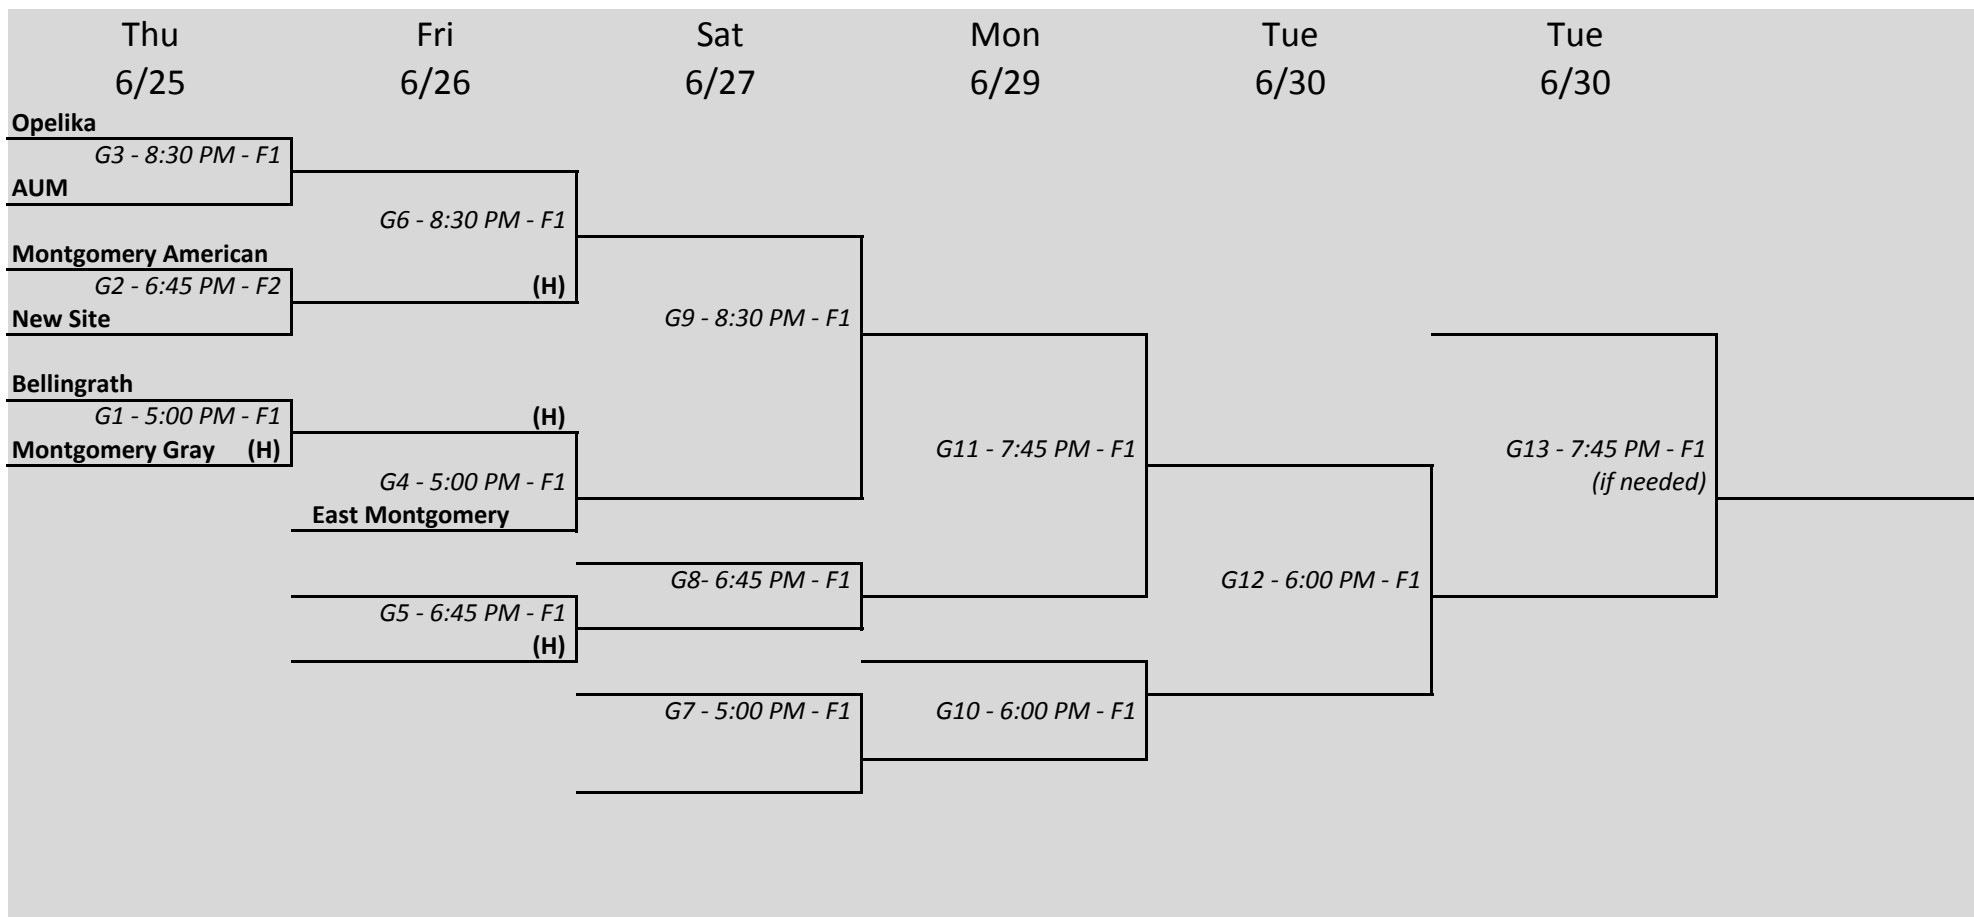 Thu Fri Sat Mon Tue Tue
6/25 6/26 6/27 6/29 6/30 6/30
Opelika
G3 - 8:30 PM - F1
AUM
G6 - 8:30 PM - F1
Montgomery American
G2 - 6:45 PM - F2 (H)
New Site G9 - 8:30 PM - F1
Bellingrath
G1 - 5:00 PM - F1 (H)
Montgomery Gray (H) G11 - 7:45 PM - F1 G13 - 7:45 PM - F1
G4 - 5:00 PM - F1 (if needed)
East Montgomery
G8- 6:45 PM - F1 G12 - 6:00 PM - F1
G5 - 6:45 PM - F1
(H)
G7 - 5:00 PM - F1 G10 - 6:00 PM - F1